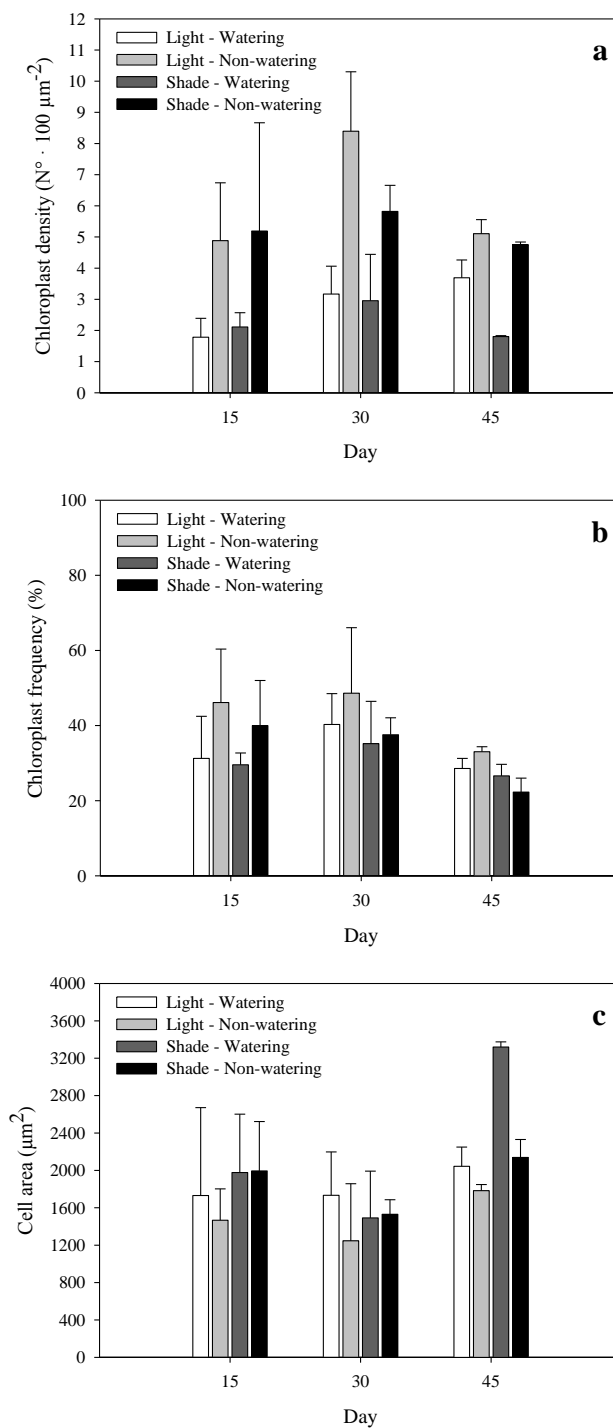 12
11
10
9
8
7
6
5
4
3
2
1
0
Chloroplast density (N° · 100 µm⁻²)
Light - Watering
Light - Non-watering
Shade - Watering
Shade - Non-watering
a
15 30 45
Day
100
80
60
40
20
0
Chloroplast frequency (%)
Light - Watering
Light - Non-watering
Shade - Watering
Shade - Non-watering
b
15 30 45
Day
4000
3600
3200
2800
2400
2000
1600
1200
800
400
0
Cell area (µm²)
Light - Watering
Light - Non-watering
Shade - Watering
Shade - Non-watering
c
15 30 45
Day